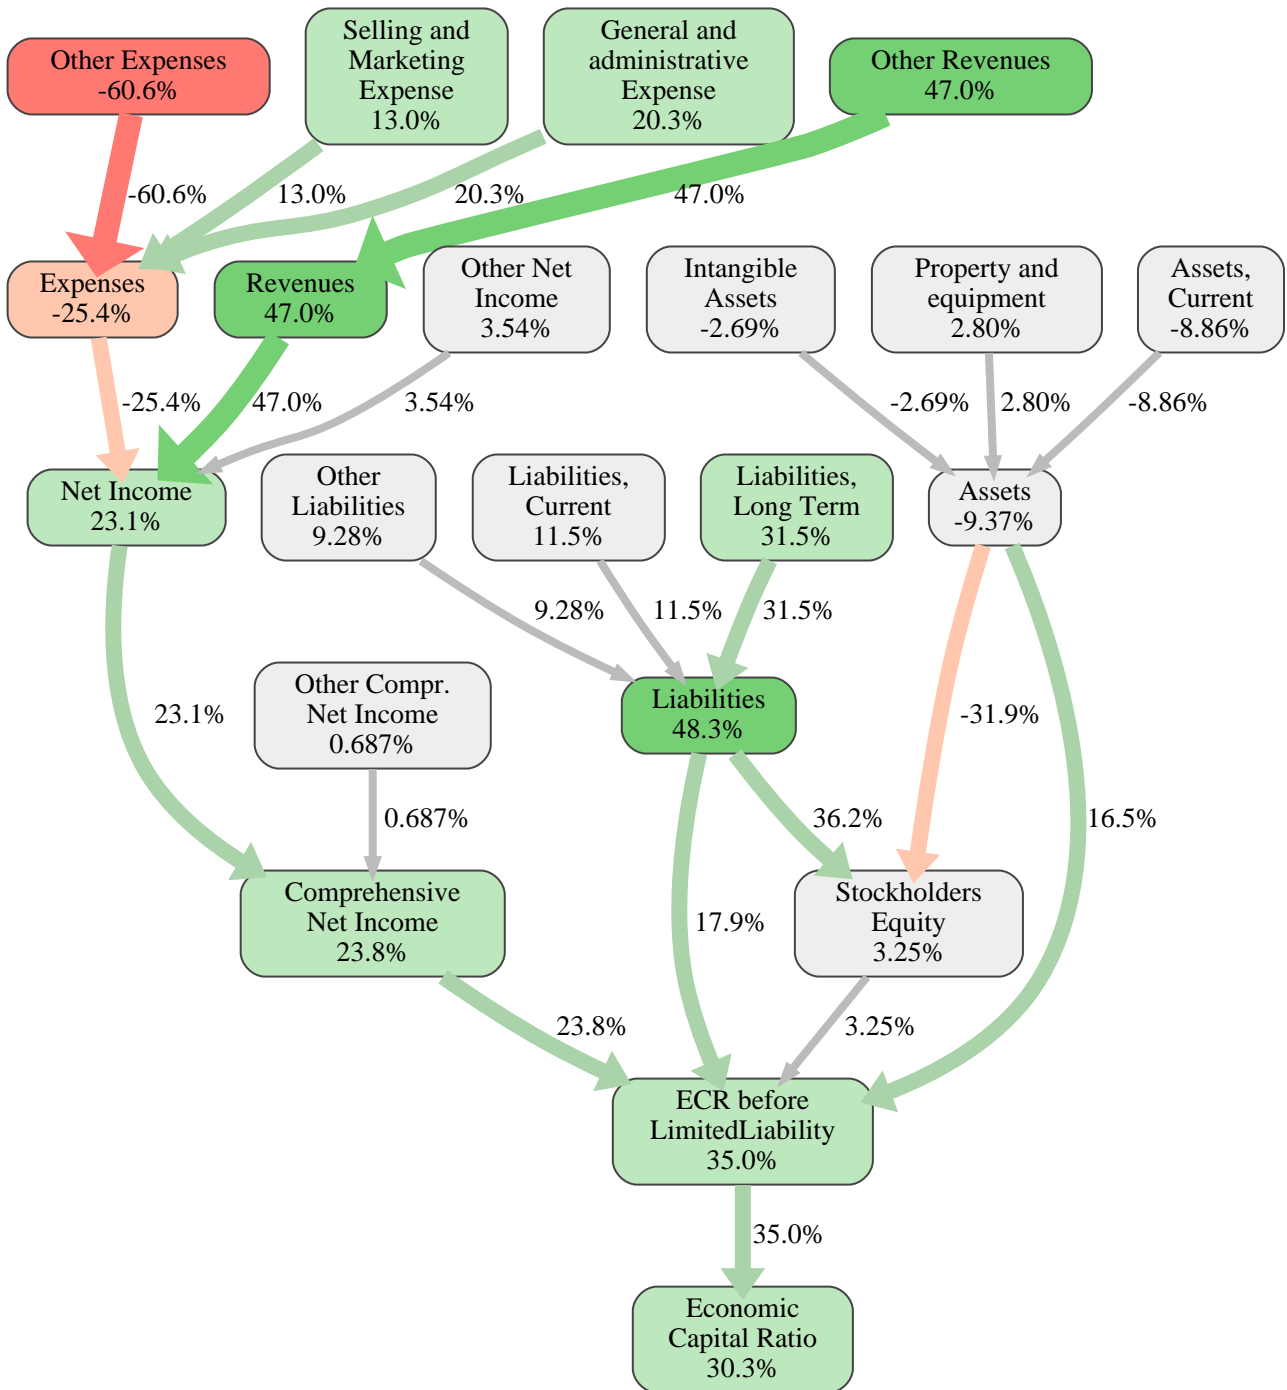 Other Expenses
-60.6%
Selling and
Marketing
Expense
13.0%
General and
administrative
Expense
20.3%
Other Revenues
47.0%
-60.6%
13.0%
20.3%
47.0%
Expenses
-25.4%
Revenues
47.0%
Other Net
Income
3.54%
Intangible
Assets
-2.69%
Property and
equipment
2.80%
Assets,
Current
-8.86%
-25.4%
47.0%
3.54%
-2.69%
2.80%
-8.86%
Net Income
23.1%
Other
Liabilities
9.28%
Liabilities,
Current
11.5%
Liabilities,
Long Term
31.5%
Assets
-9.37%
9.28%
11.5%
31.5%
23.1%
Other Compr.
Net Income
0.687%
Liabilities
48.3%
-31.9%
0.687%
36.2%
16.5%
Comprehensive
Net Income
23.8%
17.9%
Stockholders
Equity
3.25%
23.8%
3.25%
ECR before
LimitedLiability
35.0%
35.0%
Economic
Capital Ratio
30.3%